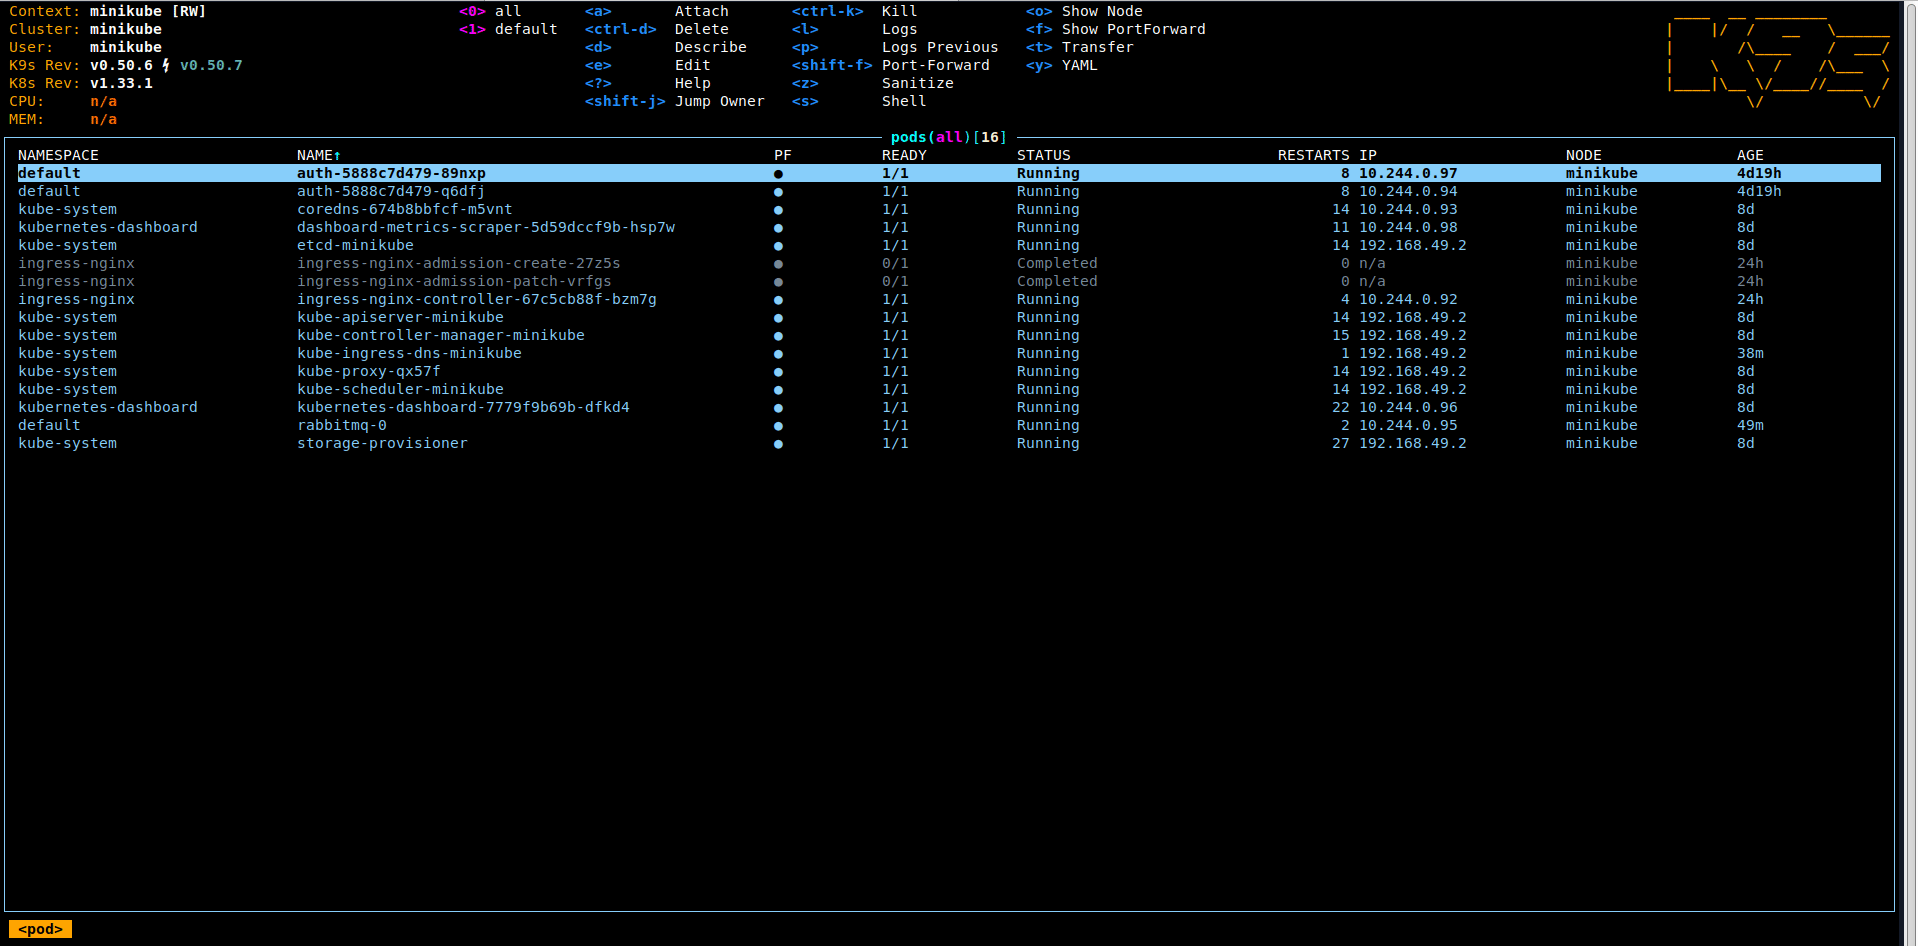 Context: minikube [RW] <0> all <a> Attach <ctrl-k> Kill <o> Show Node
Cluster: minikube <1> default <ctrl-d> Delete <l> Logs <f> Show PortForward
User: minikube <d> Describe <p> Logs Previous <t> Transfer
K9s Rev: v0.50.6 ⚡ v0.50.7 <e> Edit <shift-f> Port-Forward <y> YAML
K8s Rev: v1.33.1 <?> Help <z> Sanitize
CPU: n/a <shift-j> Jump Owner <s> Shell
MEM: n/a
pods(all)[16]
NAMESPACE NAME↑ PF READY STATUS RESTARTS IP NODE AGE
default auth-5888c7d479-89nxp ● 1/1 Running 8 10.244.0.97 minikube 4d19h
default auth-5888c7d479-q6dfj ● 1/1 Running 8 10.244.0.94 minikube 4d19h
kube-system coredns-674b8bbfcf-m5vnt ● 1/1 Running 14 10.244.0.93 minikube 8d
kubernetes-dashboard dashboard-metrics-scraper-5d59dccf9b-hsp7w ● 1/1 Running 11 10.244.0.98 minikube 8d
kube-system etcd-minikube ● 1/1 Running 14 192.168.49.2 minikube 8d
ingress-nginx ingress-nginx-admission-create-27z5s ● 0/1 Completed 0 n/a minikube 24h
ingress-nginx ingress-nginx-admission-patch-vrfgs ● 0/1 Completed 0 n/a minikube 24h
ingress-nginx ingress-nginx-controller-67c5cb88f-bzm7g ● 1/1 Running 4 10.244.0.92 minikube 24h
kube-system kube-apiserver-minikube ● 1/1 Running 14 192.168.49.2 minikube 8d
kube-system kube-controller-manager-minikube ● 1/1 Running 15 192.168.49.2 minikube 8d
kube-system kube-ingress-dns-minikube ● 1/1 Running 1 192.168.49.2 minikube 38m
kube-system kube-proxy-qx57f ● 1/1 Running 14 192.168.49.2 minikube 8d
kube-system kube-scheduler-minikube ● 1/1 Running 14 192.168.49.2 minikube 8d
kubernetes-dashboard kubernetes-dashboard-7779f9b69b-dfkd4 ● 1/1 Running 22 10.244.0.96 minikube 8d
default rabbitmq-0 ● 1/1 Running 2 10.244.0.95 minikube 49m
kube-system storage-provisioner ● 1/1 Running 27 192.168.49.2 minikube 8d
<pod>